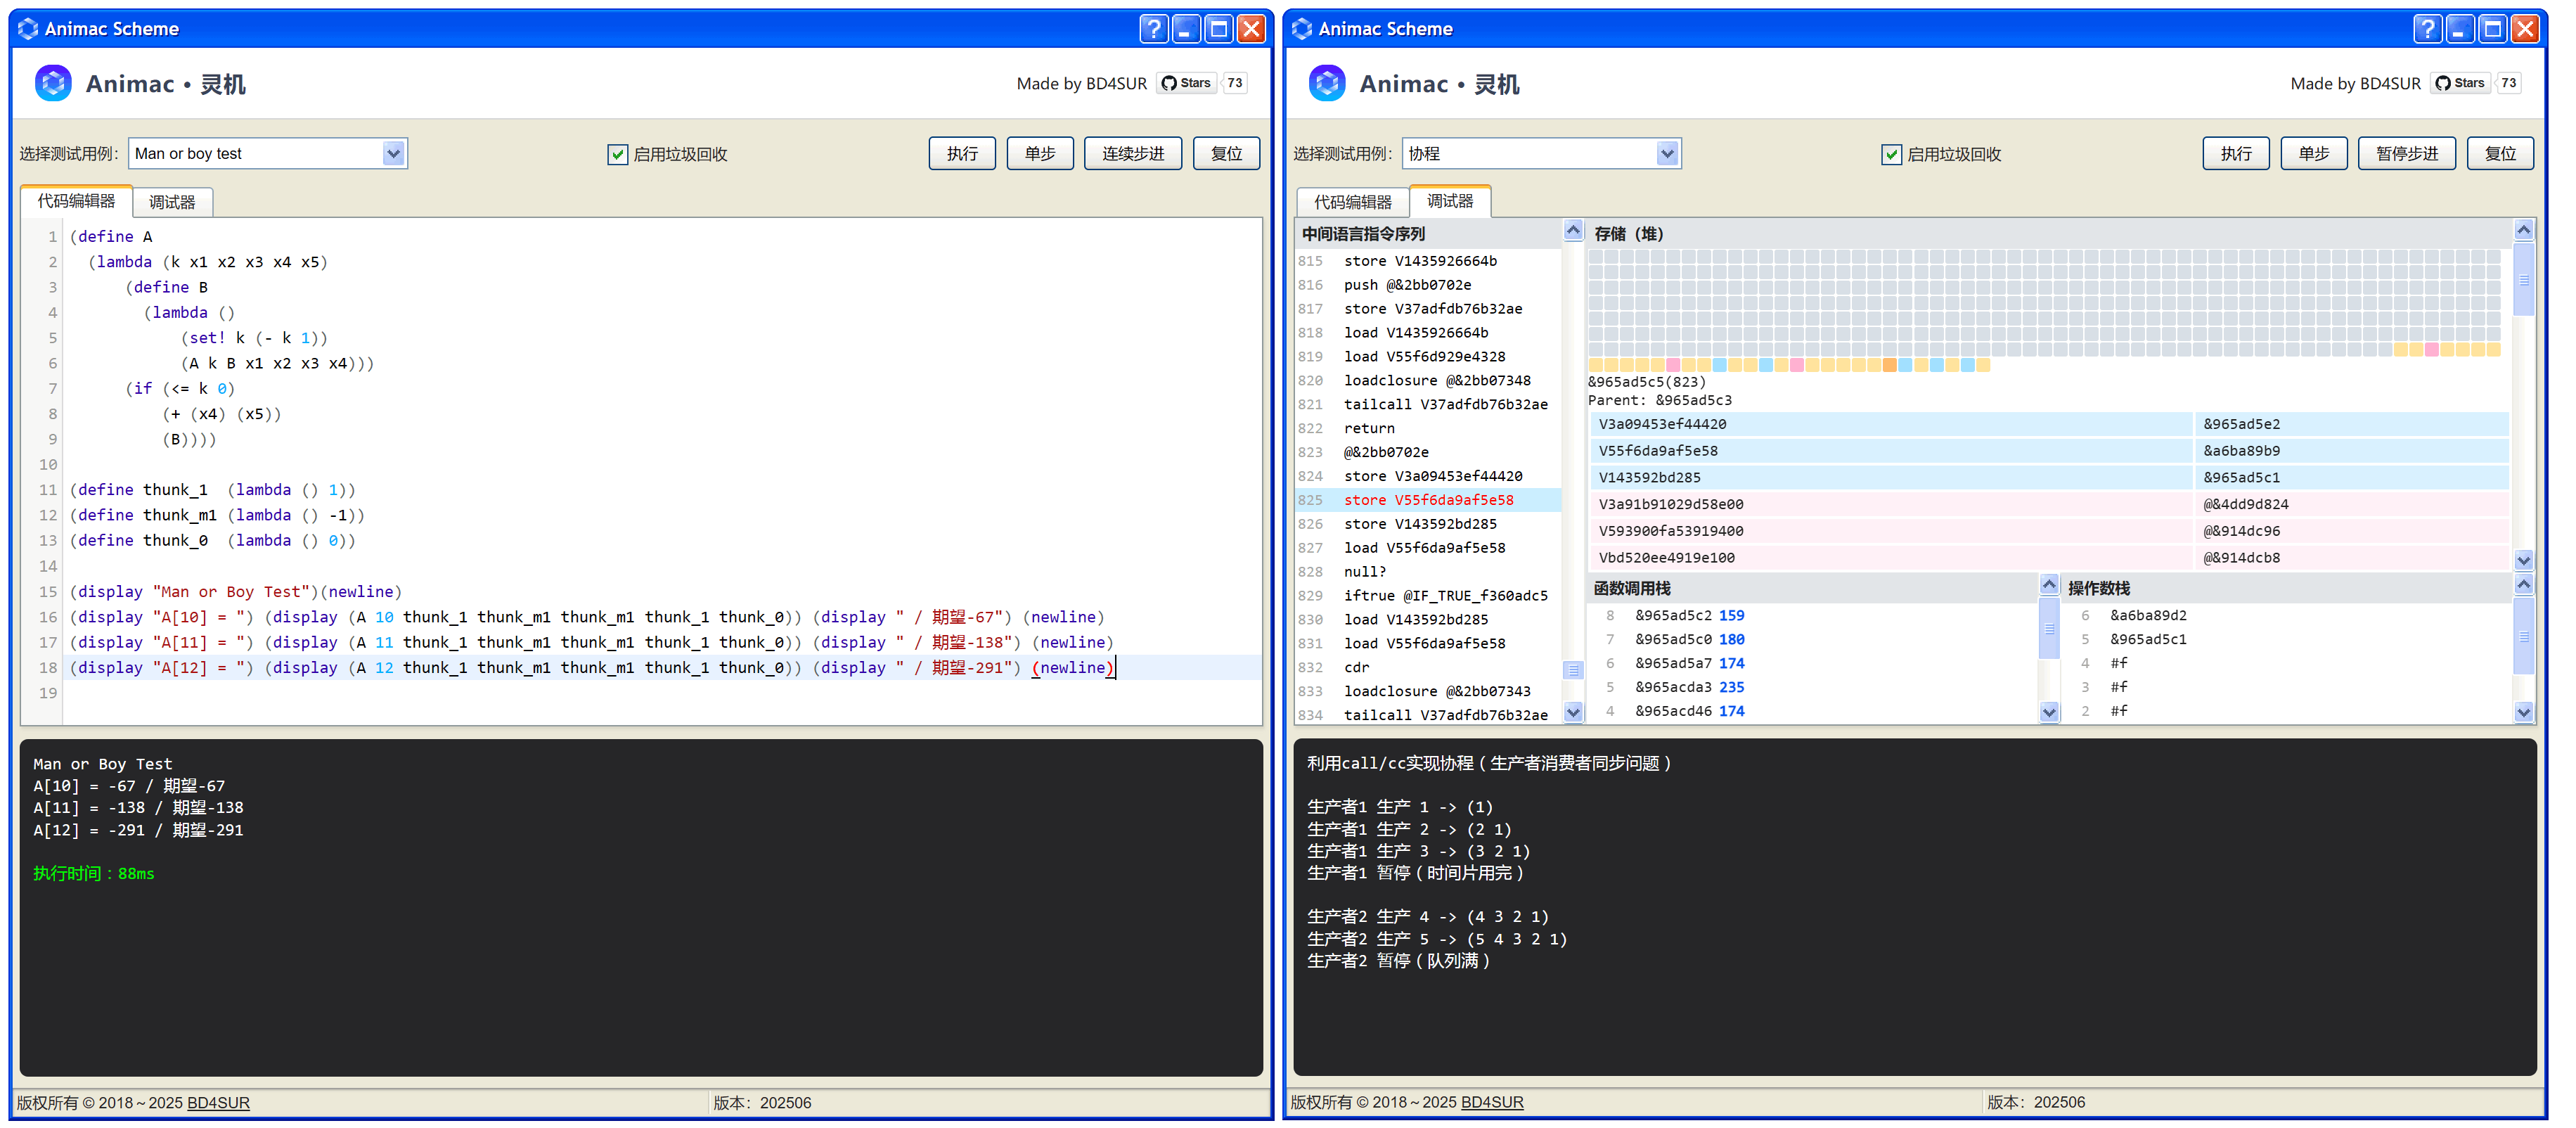 Animac Scheme
Animac • 灵机
Made by BD4SUR Stars 73
选择测试用例: Man or boy test 启用垃圾回收 执行 单步 连续步进 复位
代码编辑器 调试器
1 (define A
2 (lambda (k x1 x2 x3 x4 x5)
3 (define B
4 (lambda ()
5 (set! k (- k 1))
6 (A k B x1 x2 x3 x4)))
7 (if (<= k 0)
8 (+ (x4) (x5))
9 (B))))
10
11 (define thunk_1 (lambda () 1))
12 (define thunk_m1 (lambda () -1))
13 (define thunk_0 (lambda () 0))
14
15 (display "Man or Boy Test")(newline)
16 (display "A[10] = ") (display (A 10 thunk_1 thunk_m1 thunk_m1 thunk_1 thunk_0)) (display " / 期望-67") (newline)
17 (display "A[11] = ") (display (A 11 thunk_1 thunk_m1 thunk_m1 thunk_1 thunk_0)) (display " / 期望-138") (newline)
18 (display "A[12] = ") (display (A 12 thunk_1 thunk_m1 thunk_m1 thunk_1 thunk_0)) (display " / 期望-291") (newline)
19
Man or Boy Test
A[10] = -67 / 期望-67
A[11] = -138 / 期望-138
A[12] = -291 / 期望-291
执行时间：88ms
版权所有 © 2018～2025 BD4SUR 版本：202506
Animac Scheme
Animac • 灵机
Made by BD4SUR Stars 73
选择测试用例: 协程 启用垃圾回收 执行 单步 暂停步进 复位
代码编辑器 调试器
中间语言指令序列
815 store V1435926664b
816 push @&2bb0702e
817 store V37adfdb76b32ae
818 load V1435926664b
819 load V55f6d929e4328
820 loadclosure @&2bb07348
821 tailcall V37adfdb76b32ae
822 return
823 @&2bb0702e
824 store V3a09453ef44420
825 store V55f6da9af5e58
826 store V143592bd285
827 load V55f6da9af5e58
828 null?
829 iftrue @IF_TRUE_f360adc5
830 load V143592bd285
831 load V55f6da9af5e58
832 cdr
833 loadclosure @&2bb07343
834 tailcall V37adfdb76b32ae
存储（堆）
&965ad5c5(823)
Parent: &965ad5c3
V3a09453ef44420 &965ad5e2
V55f6da9af5e58 &a6ba89b9
V143592bd285 &965ad5c1
V3a91b91029d58e00 @&4dd9d824
V593900fa53919400 @&914dc96
Vbd520ee4919e100 @&914dcb8
函数调用栈
8 &965ad5c2 159
7 &965ad5c0 180
6 &965ad5a7 174
5 &965acda3 235
4 &965acd46 174
操作数栈
6 &a6ba89d2
5 &965ad5c1
4 #f
3 #f
2 #f
利用call/cc实现协程（生产者消费者同步问题）
生产者1 生产 1 -> (1)
生产者1 生产 2 -> (2 1)
生产者1 生产 3 -> (3 2 1)
生产者1 暂停（时间片用完）
生产者2 生产 4 -> (4 3 2 1)
生产者2 生产 5 -> (5 4 3 2 1)
生产者2 暂停（队列满）
版权所有 © 2018～2025 BD4SUR 版本：202506